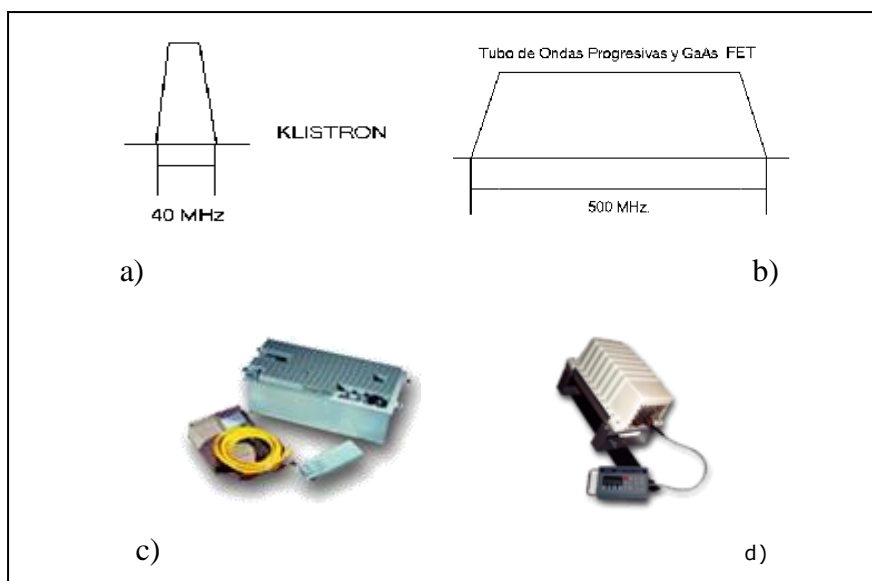 Tubo de Ondas Progresivas y GaAs FET
KLISTRON
40 MHz
500 MHz.
a)
b)
c)
d)